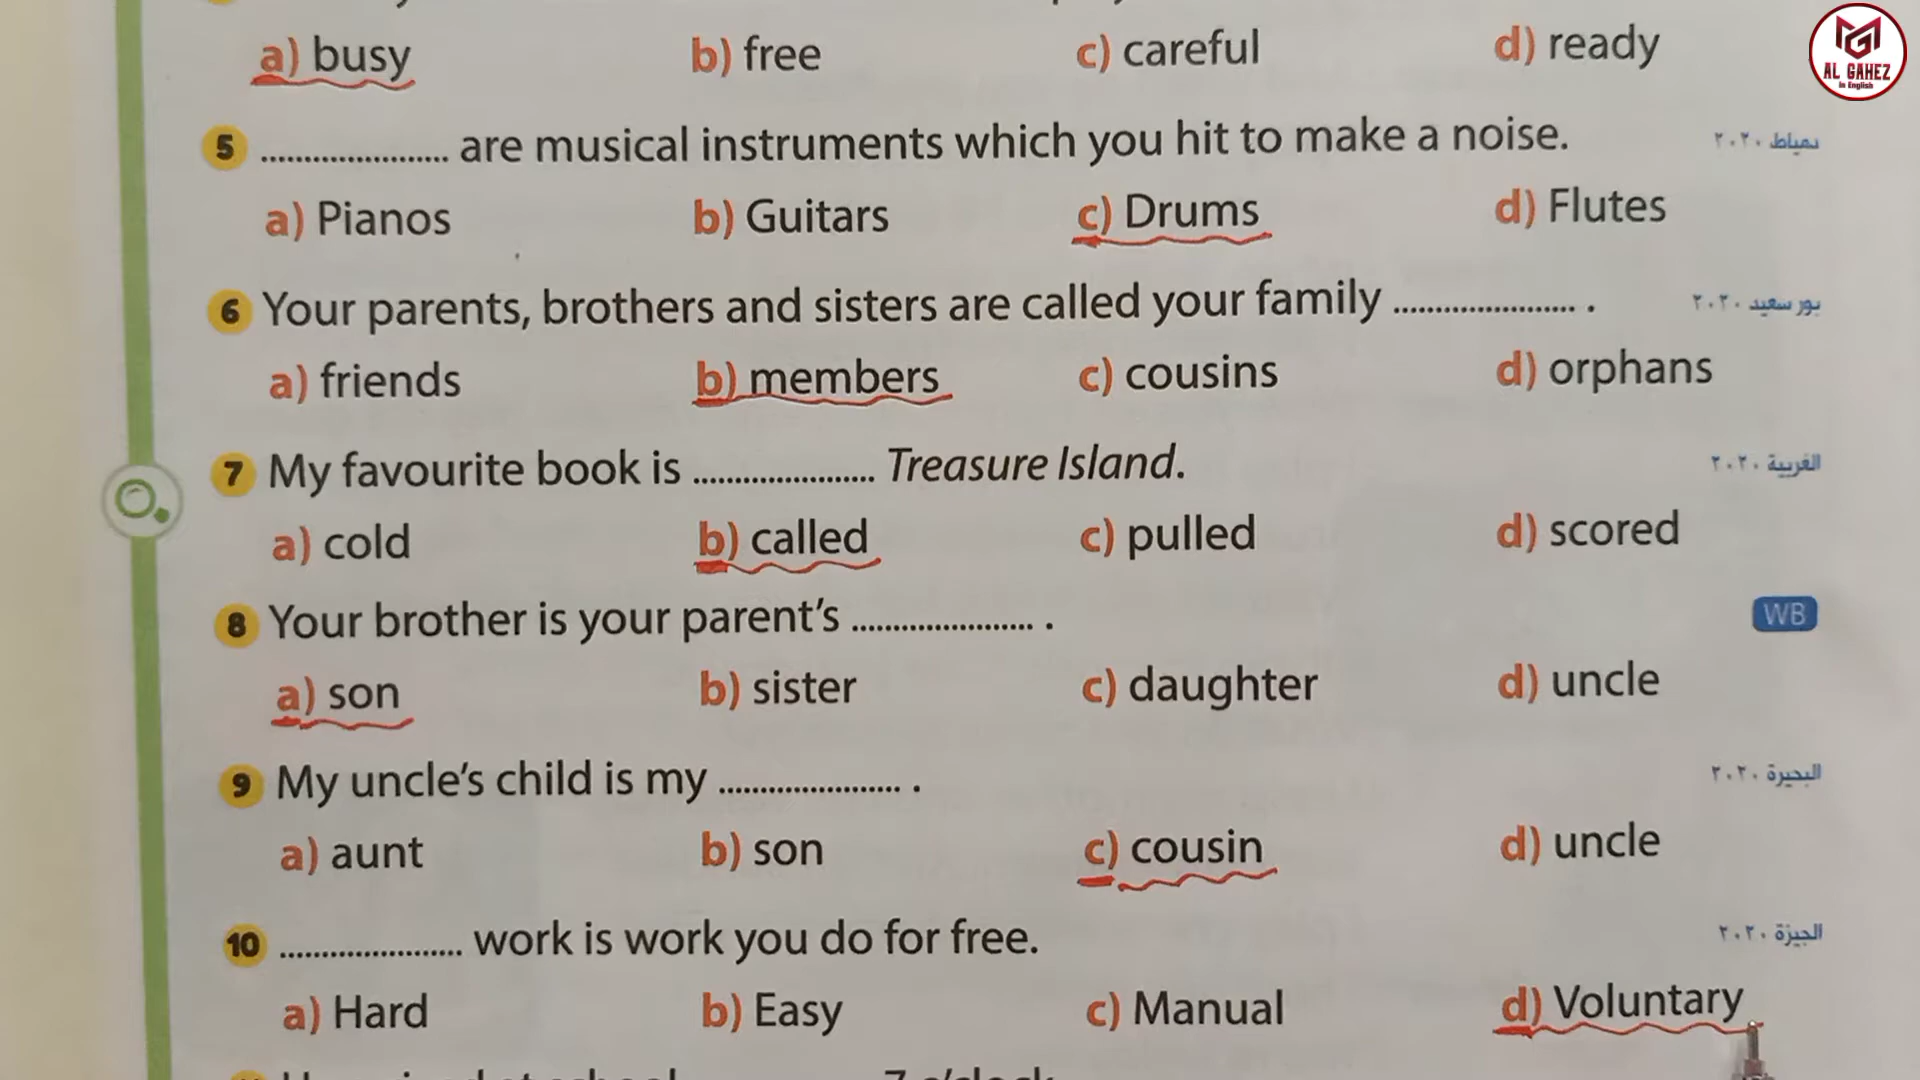 a) busy b) free c) careful d) ready
AL GAHEZ
In English
5 ...................... are musical instruments which you hit to make a noise. دمياط ٢٠٢٠
a) Pianos b) Guitars c) Drums d) Flutes
6 Your parents, brothers and sisters are called your family ...................... . بور سعيد ٢٠٢٠
a) friends b) members c) cousins d) orphans
7 My favourite book is ...................... Treasure Island. الغربية ٢٠٢٠
a) cold b) called c) pulled d) scored
8 Your brother is your parent's ...................... . WB
a) son b) sister c) daughter d) uncle
9 My uncle's child is my ...................... . البحيرة ٢٠٢٠
a) aunt b) son c) cousin d) uncle
10 ...................... work is work you do for free. الجيزة ٢٠٢٠
a) Hard b) Easy c) Manual d) Voluntary